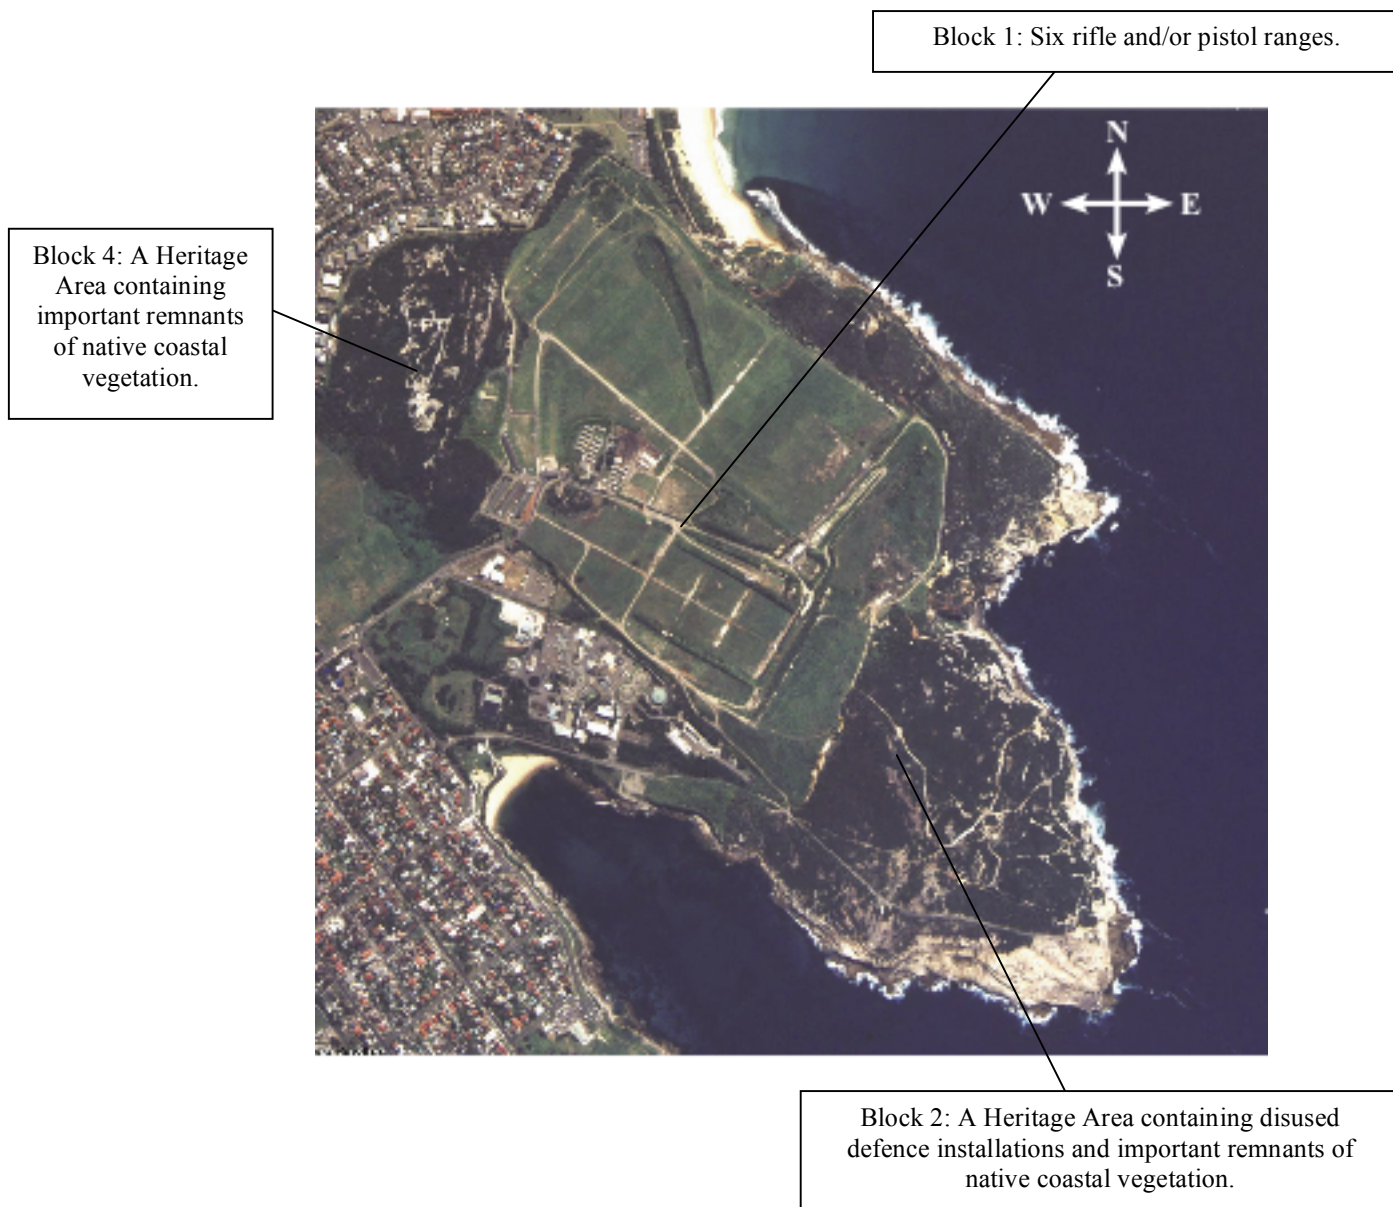 Block 1: Six rifle and/or pistol ranges.
N
W
E
S
Block 4: A Heritage
Area containing
important remnants
of native coastal
vegetation.
Block 2: A Heritage Area containing disused
defence installations and important remnants of
native coastal vegetation.